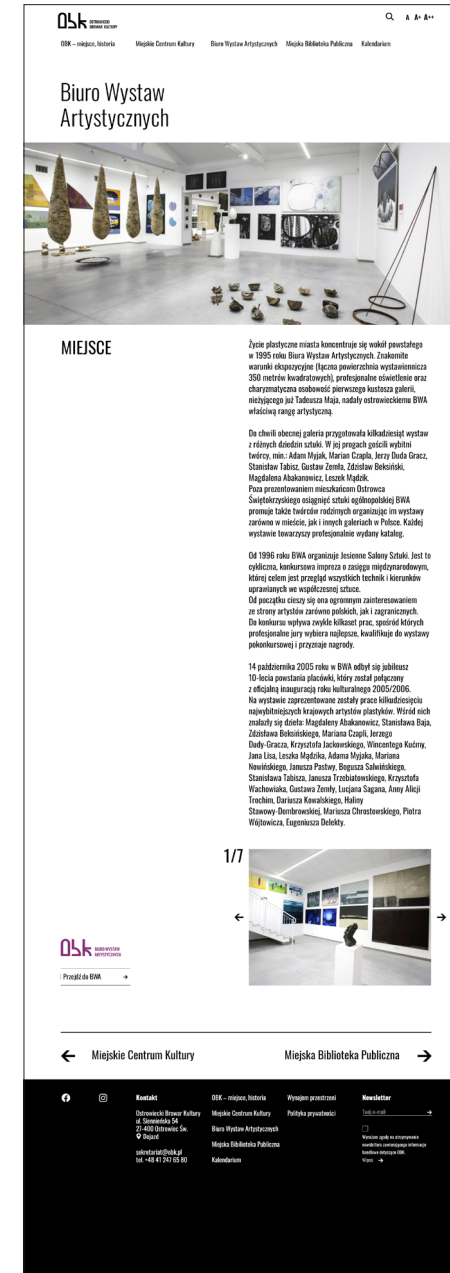 OBK OSTROWIECKI
BROWAR KULTURY
A A+ A++
OBK – miejsce, historia Miejskie Centrum Kultury Biuro Wystaw Artystycznych Miejska Biblioteka Publiczna Kalendarium
Biuro Wystaw
Artystycznych
MIEJSCE
Życie plastyczne miasta koncentruje się wokół powstałego
w 1995 roku Biura Wystaw Artystycznych. Znakomite
warunki ekspozycyjne (łączna powierzchnia wystawiennicza
350 metrów kwadratowych), profesjonalne oświetlenie oraz
charyzmatyczna osobowość pierwszego kustosza galerii,
nieżyjącego już Tadeusza Maja, nadały ostrowieckiemu BWA
właściwą rangę artystyczną.
Do chwili obecnej galeria przygotowała kilkadziesiąt wystaw
z różnych dziedzin sztuki. W jej progach gościli wybitni
twórcy, min.: Adam Myjak, Marian Czapla, Jerzy Duda Gracz,
Stanisław Tabisz, Gustaw Zemła, Zdzisław Beksiński,
Magdalena Abakanowicz, Leszek Mądzik.
Poza prezentowaniem mieszkańcom Ostrowca
Świętokrzyskiego osiągnięć sztuki ogólnopolskiej BWA
promuje także twórców rodzimych organizując im wystawy
zarówno w mieście, jak i innych galeriach w Polsce. Każdej
wystawie towarzyszy profesjonalnie wydany katalog.
Od 1996 roku BWA organizuje Jesienne Salony Sztuki. Jest to
cykliczna, konkursowa impreza o zasięgu międzynarodowym,
której celem jest przegląd wszystkich technik i kierunków
uprawianych we współczesnej sztuce.
Od początku cieszy się ona ogromnym zainteresowaniem
ze strony artystów zarówno polskich, jak i zagranicznych.
Do konkursu wpływa zwykle kilkaset prac, spośród których
profesjonalne jury wybiera najlepsze, kwalifikuje do wystawy
pokonkursowej i przyznaje nagrody.
14 października 2005 roku w BWA odbył się jubileusz
10-lecia powstania placówki, który został połączony
z oficjalną inauguracją roku kulturalnego 2005/2006.
Na wystawie zaprezentowane zostały prace kilkudziesięciu
najwybitniejszych krajowych artystów plastyków. Wśród nich
znalazły się dzieła: Magdaleny Abakanowicz, Stanisława Baja,
Zdzisława Beksińskiego, Mariana Czapli, Jerzego
Dudy-Gracza, Krzysztofa Jackowskiego, Wincentego Kućmy,
Jana Lisa, Leszka Mądzika, Adama Myjaka, Mariana
Nowińskiego, Janusza Pastwy, Bogusza Salwińskiego,
Stanisława Tabisza, Janusza Trzebiatowskiego, Krzysztofa
Wachowiaka, Gustawa Zemły, Lucjana Sagana, Anny Alicji
Trochim, Dariusza Kowalskiego, Haliny
Stawowy-Dombrowskiej, Mariusza Chrostowskiego, Piotra
Wójtowicza, Eugeniusza Delekty.
1/7
OBK BIURO WYSTAW
ARTYSTYCZNYCH
Przejdź do BWA
Miejskie Centrum Kultury Miejska Biblioteka Publiczna
Kontakt OBK – miejsce, historia Wynajem przestrzeni Newsletter
Ostrowiecki Browar Kultury Miejskie Centrum Kultury Polityka prywatności Twój e-mail
ul. Siennieńska 54
27-400 Ostrowiec Św. Biuro Wystaw Artystycznych
Dojazd Miejska Biblioteka Publiczna
sekretariat@obk.pl Kalendarium
tel. +48 41 247 65 80
Wyrażam zgodę na otrzymywanie
newslettera zawierającego informacje
handlowe dotyczące OBK.
Więcej